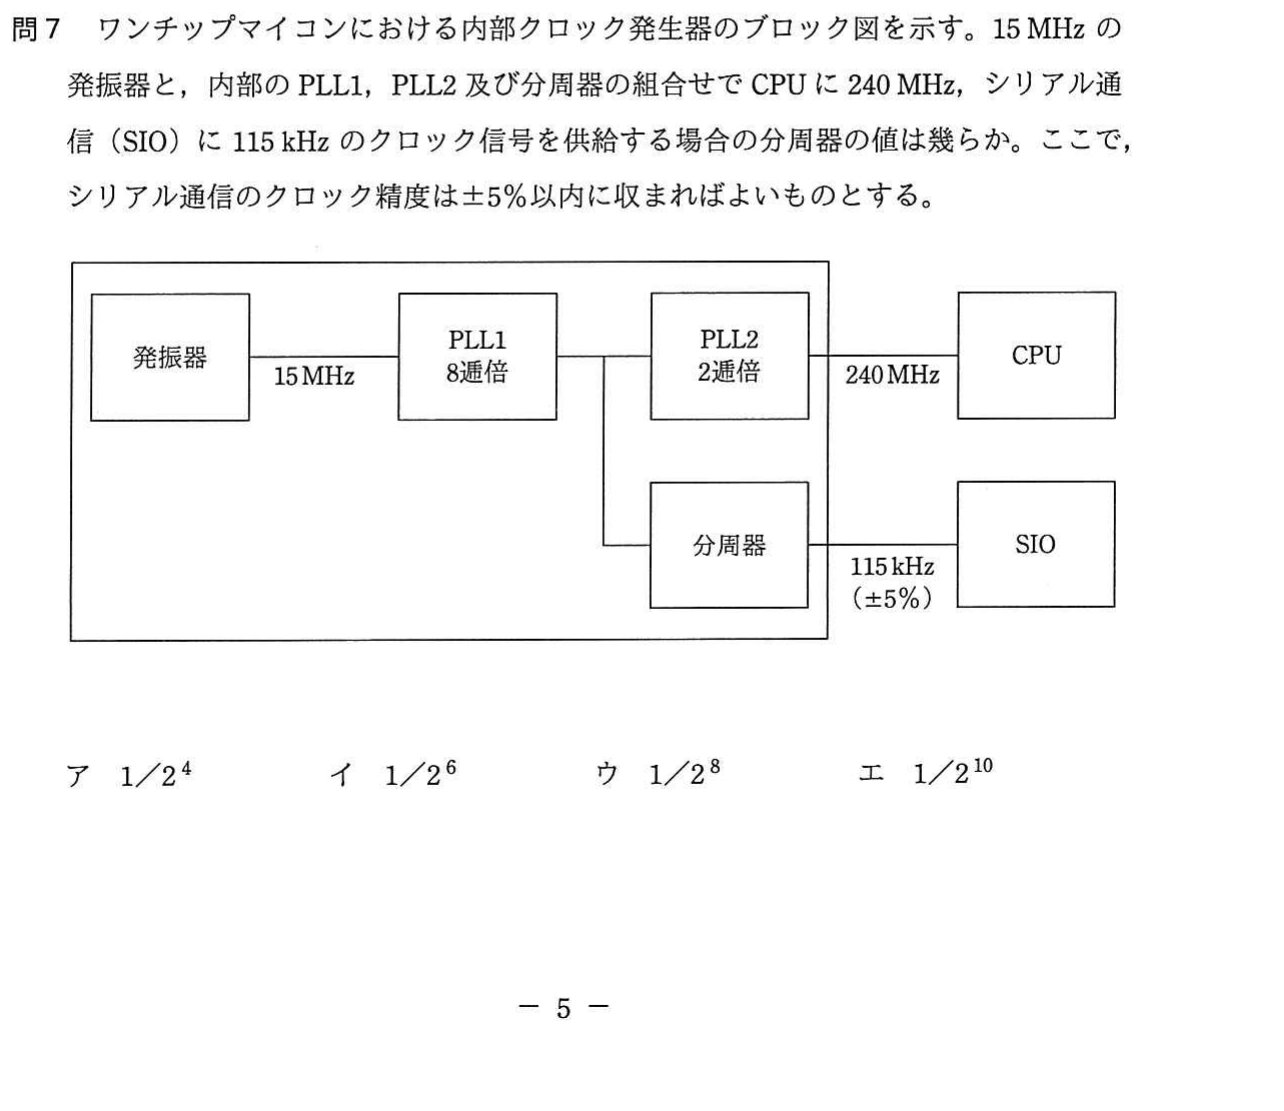 問7 ワンチップマイコンにおける内部クロック発生器のブロック図を示す。15 MHz の
発振器と，内部の PLL1，PLL2 及び分周器の組合せで CPU に 240 MHz，シリアル通
信（SIO）に 115 kHz のクロック信号を供給する場合の分周器の値は幾らか。ここで，
シリアル通信のクロック精度は±5%以内に収まればよいものとする。
発振器
15 MHz
PLL1
8逓倍
PLL2
2逓倍
240 MHz
CPU
分周器
115 kHz
（±5%）
SIO
ア 1／2⁴ イ 1／2⁶ ウ 1／2⁸ エ 1／2¹⁰
− 5 −